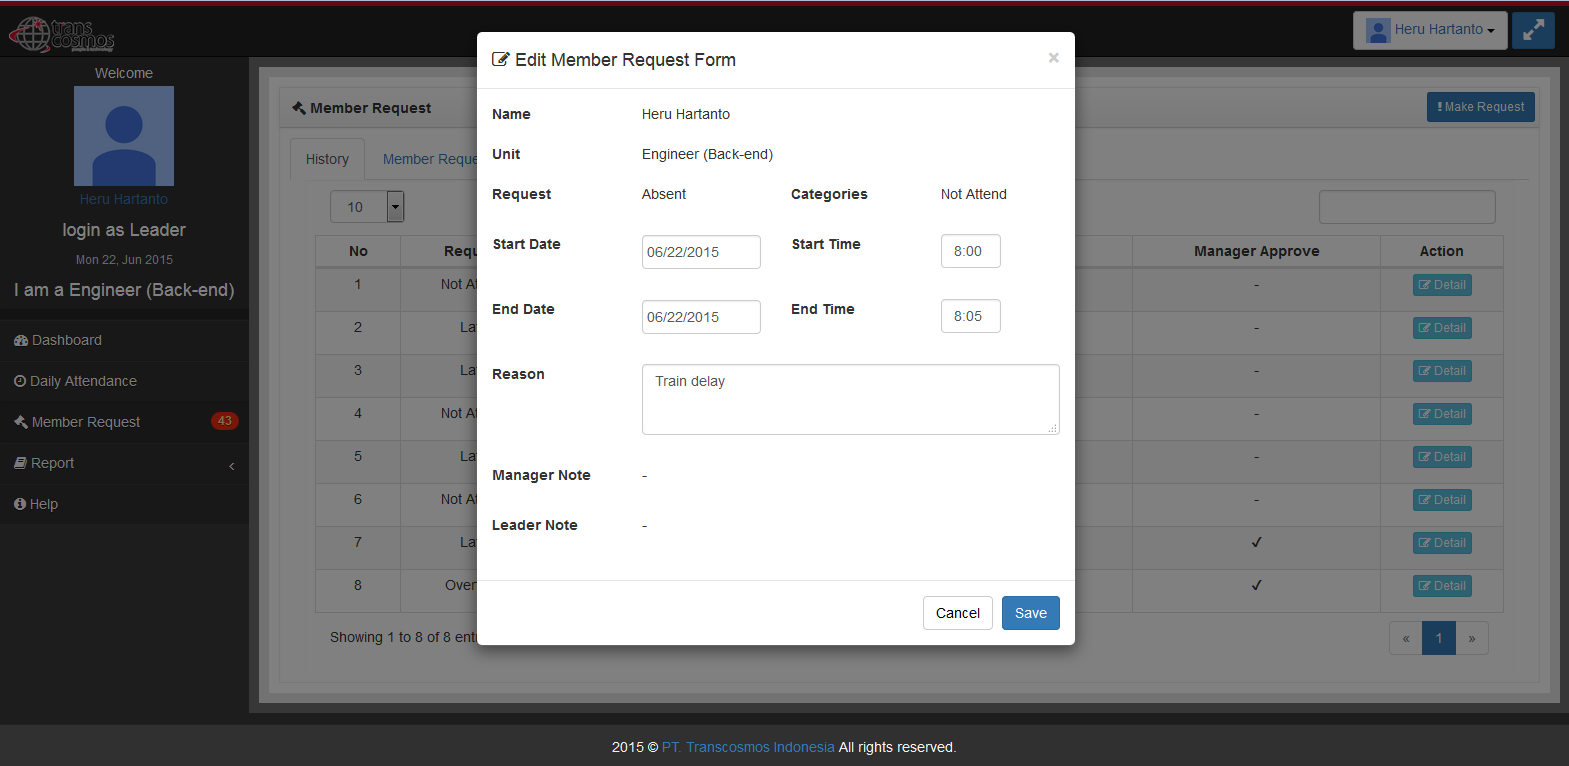 trans
cosmos
Heru Hartanto
Welcome
Heru Hartanto
login as Leader
Mon 22, Jun 2015
I am a Engineer (Back-end)
Dashboard
Daily Attendance
Member Request 43
Report
Help
Member Request
! Make Request
History Member Reque
10
No Requ Manager Approve Action
1 Not At - Detail
2 La - Detail
3 La - Detail
4 Not At - Detail
5 La - Detail
6 Not At - Detail
7 La ✓ Detail
8 Over ✓ Detail
Showing 1 to 8 of 8 ent
« 1 »
Edit Member Request Form ×
Name Heru Hartanto
Unit Engineer (Back-end)
Request Absent Categories Not Attend
Start Date 06/22/2015 Start Time 8:00
End Date 06/22/2015 End Time 8:05
Reason Train delay
Manager Note -
Leader Note -
Cancel Save
2015 © PT. Transcosmos Indonesia All rights reserved.